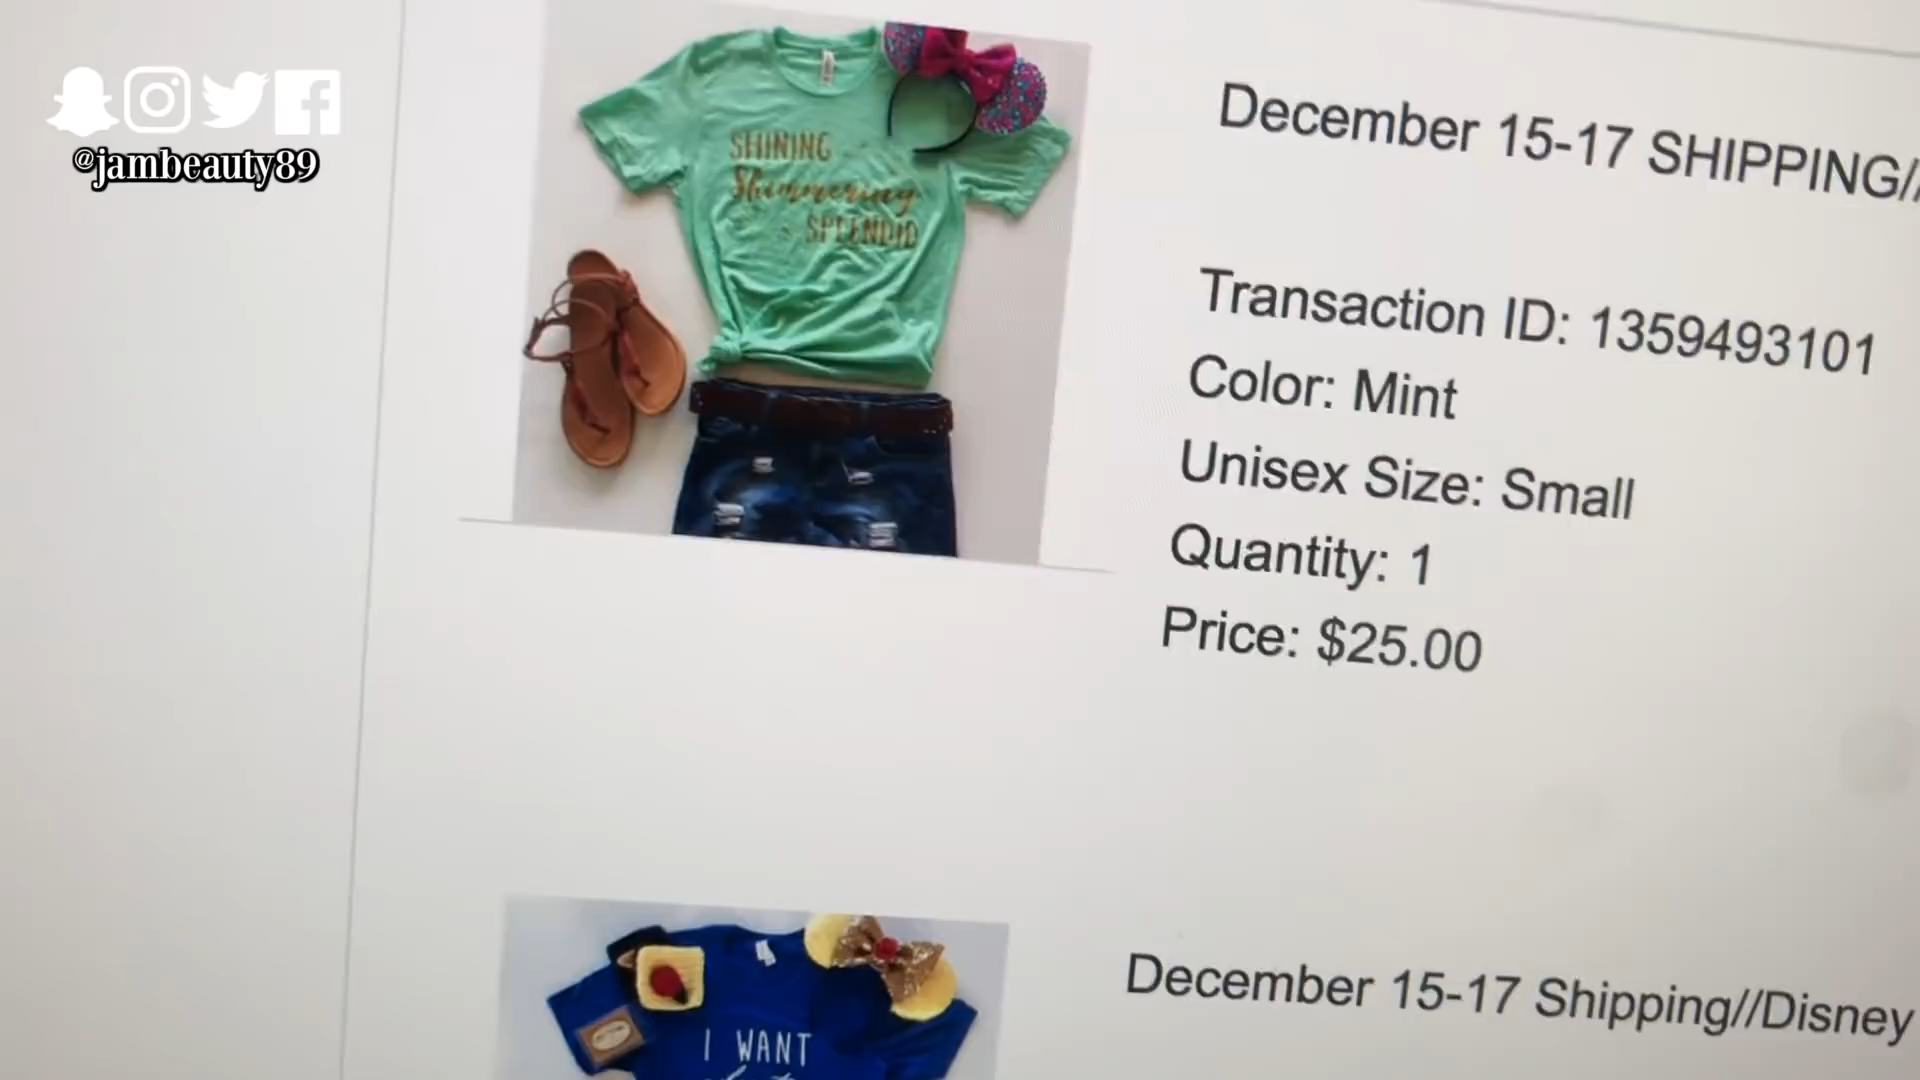 @jambeauty89
SHINING
Shimmering
SPLENDID
December 15-17 SHIPPING//
Transaction ID: 1359493101
Color: Mint
Unisex Size: Small
Quantity: 1
Price: $25.00
December 15-17 Shipping//Disney
I WANT